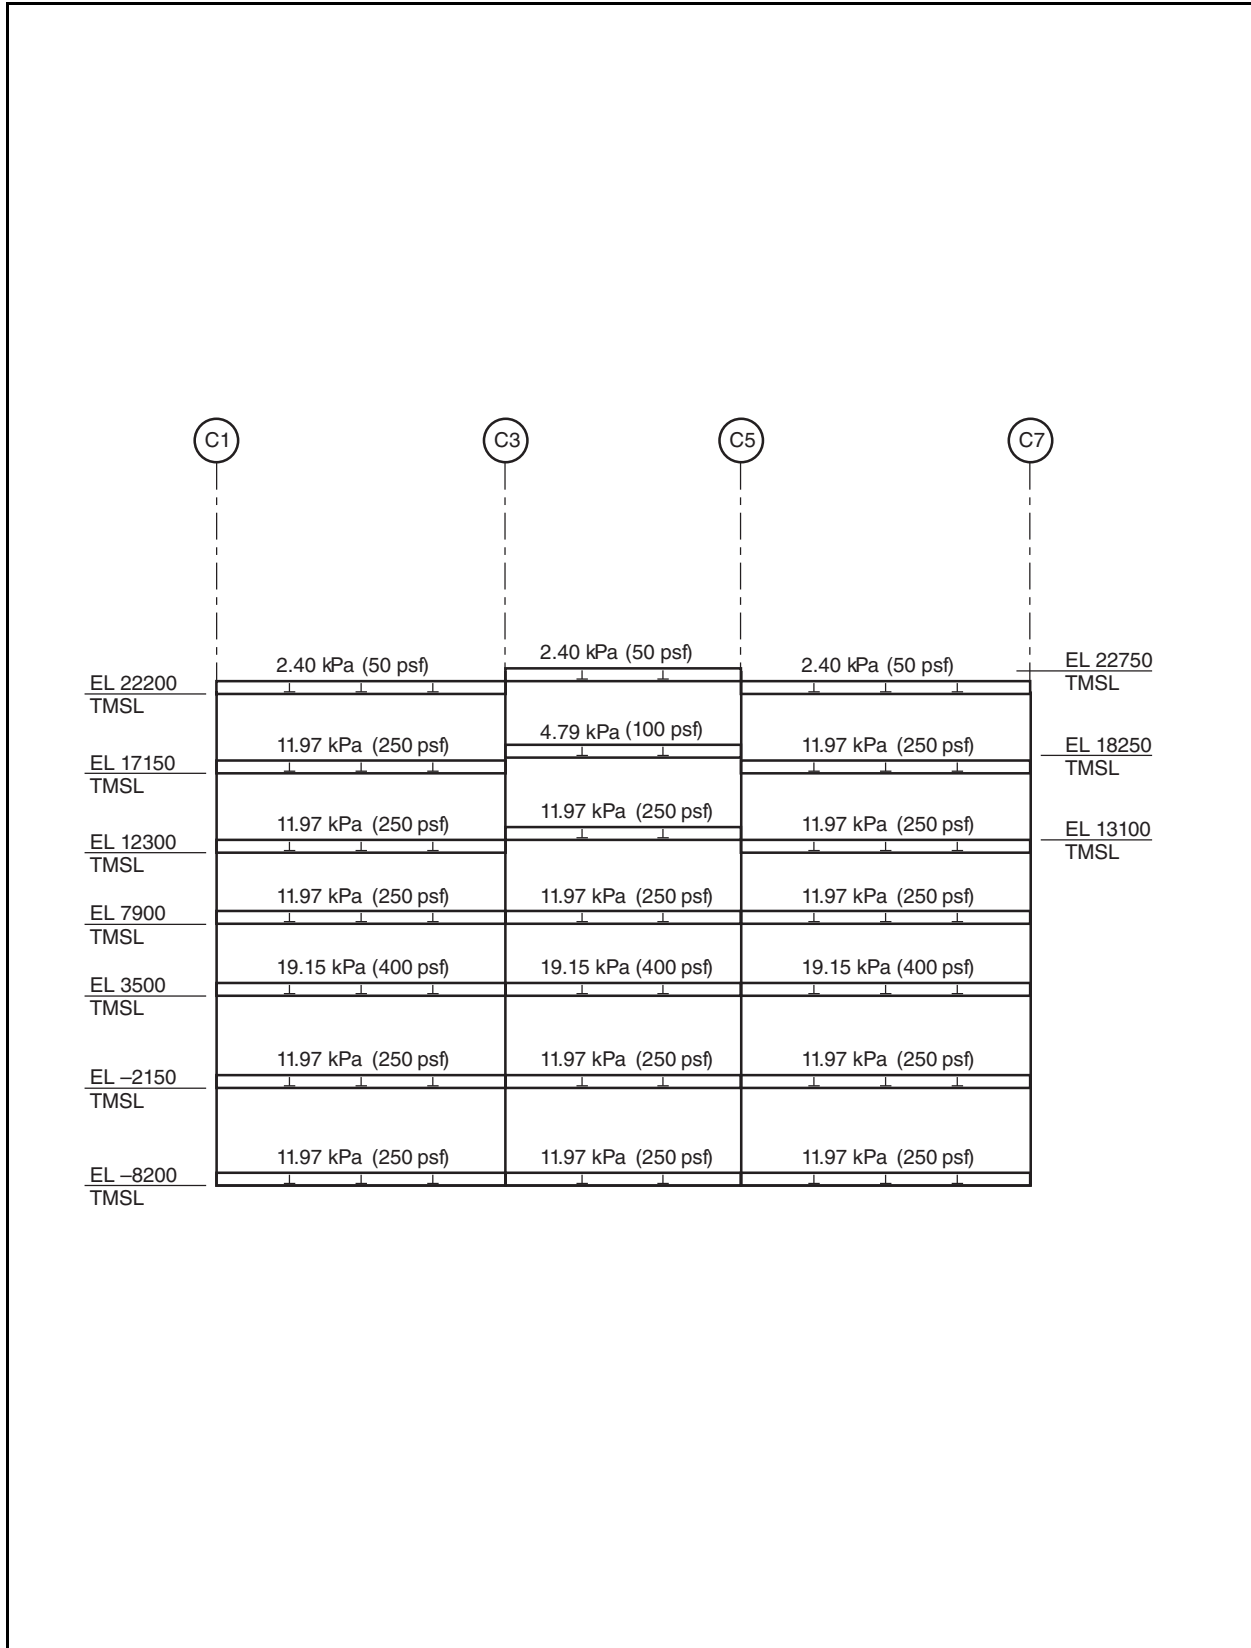 C1 C3 C5 C7
2.40 kPa (50 psf) 2.40 kPa (50 psf) 2.40 kPa (50 psf)
EL 22750
TMSL
EL 22200
TMSL
4.79 kPa (100 psf)
11.97 kPa (250 psf) 11.97 kPa (250 psf)
EL 18250
TMSL
EL 17150
TMSL
11.97 kPa (250 psf) 11.97 kPa (250 psf) 11.97 kPa (250 psf)
EL 13100
TMSL
EL 12300
TMSL
11.97 kPa (250 psf) 11.97 kPa (250 psf) 11.97 kPa (250 psf)
EL 7900
TMSL
19.15 kPa (400 psf) 19.15 kPa (400 psf) 19.15 kPa (400 psf)
EL 3500
TMSL
11.97 kPa (250 psf) 11.97 kPa (250 psf) 11.97 kPa (250 psf)
EL –2150
TMSL
11.97 kPa (250 psf) 11.97 kPa (250 psf) 11.97 kPa (250 psf)
EL –8200
TMSL